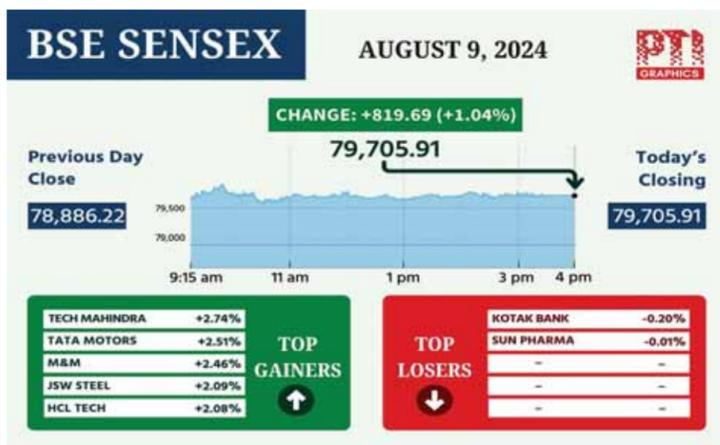 BSE SENSEX
AUGUST 9, 2024
PTI
GRAPHICS
CHANGE: +819.69 (+1.04%)
79,705.91
Previous Day
Close
78,886.22
Today's
Closing
79,705.91
79,500
79,000
9:15 am 11 am 1 pm 3 pm 4 pm
TECH MAHINDRA +2.74%
TATA MOTORS +2.51%
M&M +2.46%
JSW STEEL +2.09%
HCL TECH +2.08%
TOP
GAINERS
TOP
LOSERS
KOTAK BANK -0.20%
SUN PHARMA -0.01%
– –
– –
– –